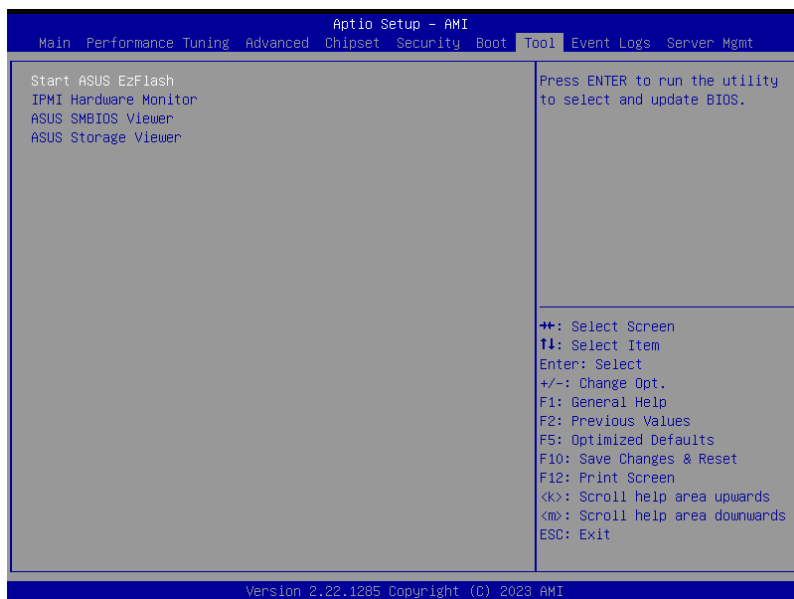 Aptio Setup – AMI
Main Performance Tuning Advanced Chipset Security Boot Tool Event Logs Server Mgmt
Start ASUS EzFlash
IPMI Hardware Monitor
ASUS SMBIOS Viewer
ASUS Storage Viewer
Press ENTER to run the utility
to select and update BIOS.
→←: Select Screen
↑↓: Select Item
Enter: Select
+/-: Change Opt.
F1: General Help
F2: Previous Values
F5: Optimized Defaults
F10: Save Changes & Reset
F12: Print Screen
<k>: Scroll help area upwards
<m>: Scroll help area downwards
ESC: Exit
Version 2.22.1285 Copyright (C) 2023 AMI